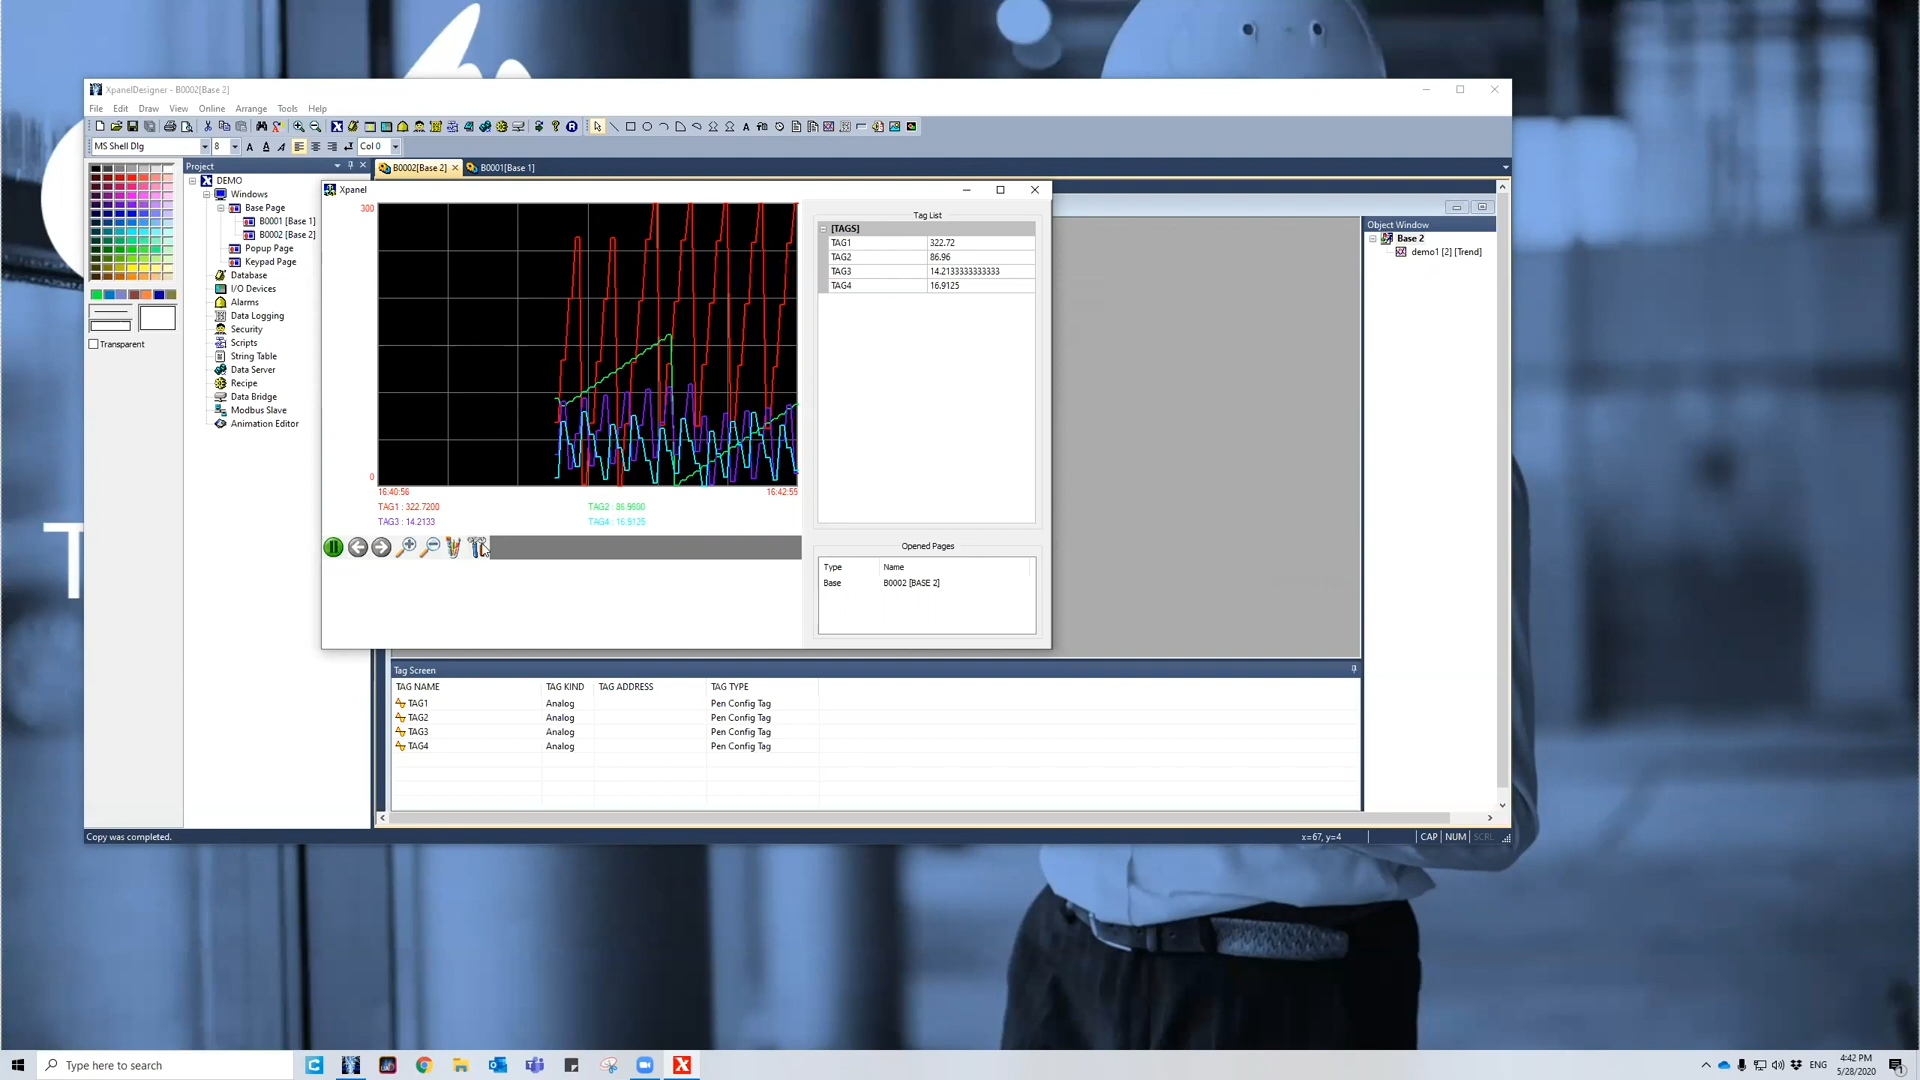 XpanelDesigner - B0002[Base 2]
File Edit Draw View Online Arrange Tools Help
MS Shell Dlg 8 Col 0
Project
B0002[Base 2] B0001[Base 1]
DEMO
Windows
Base Page
B0001 [Base 1]
B0002 [Base 2]
Popup Page
Keypad Page
Database
I/O Devices
Alarms
Data Logging
Security
Scripts
String Table
Data Server
Recipe
Data Bridge
Modbus Slave
Animation Editor
Transparent
Xpanel
300
0
16:40:56 16:42:55
TAG1 : 322.7200 TAG2 : 86.9600
TAG3 : 14.2133 TAG4 : 16.9125
Tag List
[TAGS]
TAG1 322.72
TAG2 86.96
TAG3 14.2133333333333
TAG4 16.9125
Opened Pages
Type Name
Base B0002 [BASE 2]
Object Window
Base 2
demo1 [2] [Trend]
Tag Screen
TAG NAME TAG KIND TAG ADDRESS TAG TYPE
TAG1 Analog Pen Config Tag
TAG2 Analog Pen Config Tag
TAG3 Analog Pen Config Tag
TAG4 Analog Pen Config Tag
Copy was completed.
x=67, y=4 CAP NUM SCRL
T
Type here to search
ENG
4:42 PM
5/28/2020